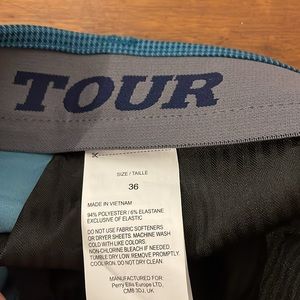 TOUR
SIZE / TAILLE
36
MADE IN VIETNAM
94% POLYESTER / 6% ELASTANE
EXCLUSIVE OF ELASTIC
DO NOT USE FABRIC SOFTENERS
OR DRYER SHEETS. MACHINE WASH
COLD WITH LIKE COLORS.
NON-CHLORINE BLEACH IF NEEDED.
TUMBLE DRY LOW. REMOVE PROMPTLY.
COOL IRON. DO NOT DRY CLEAN.
MANUFACTURED FOR:
Perry Ellis Europe LTD,
CM8 3DJ, UK